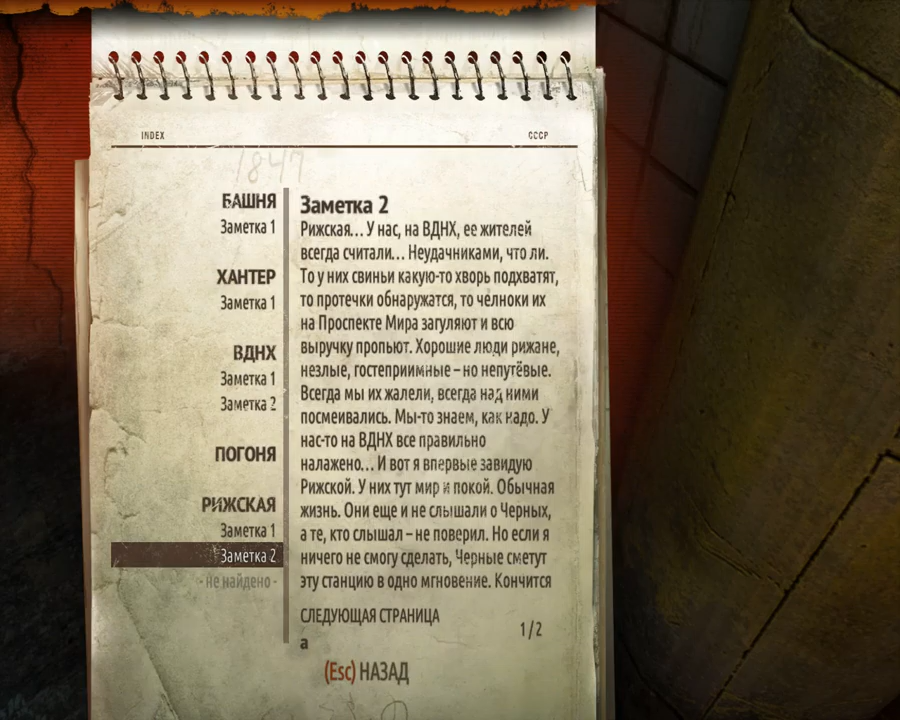 INDEX
СССР
1847
БАШНЯ
Заметка 1
ХАНТЕР
Заметка 1
ВДНХ
Заметка 1
Заметка 2
ПОГОНЯ
РИЖСКАЯ
Заметка 1
Заметка 2
- не найдено -
Заметка 2
Рижская... У нас, на ВДНХ, ее жителей
всегда считали... Неудачниками, что ли.
То у них свиньи какую-то хворь подхватят,
то протечки обнаружатся, то челноки их
на Проспекте Мира загуляют и всю
выручку пропьют. Хорошие люди рижане,
незлые, гостеприимные – но непутёвые.
Всегда мы их жалели, всегда над ними
посмеивались. Мы-то знаем, как надо. У
нас-то на ВДНХ все правильно
налажено... И вот я впервые завидую
Рижской. У них тут мир и покой. Обычная
жизнь. Они еще и не слышали о Черных,
а те, кто слышал – не поверил. Но если я
ничего не смогу сделать, Черные сметут
эту станцию в одно мгновение. Кончится
СЛЕДУЮЩАЯ СТРАНИЦА
1/2
а
(Esc) НАЗАД